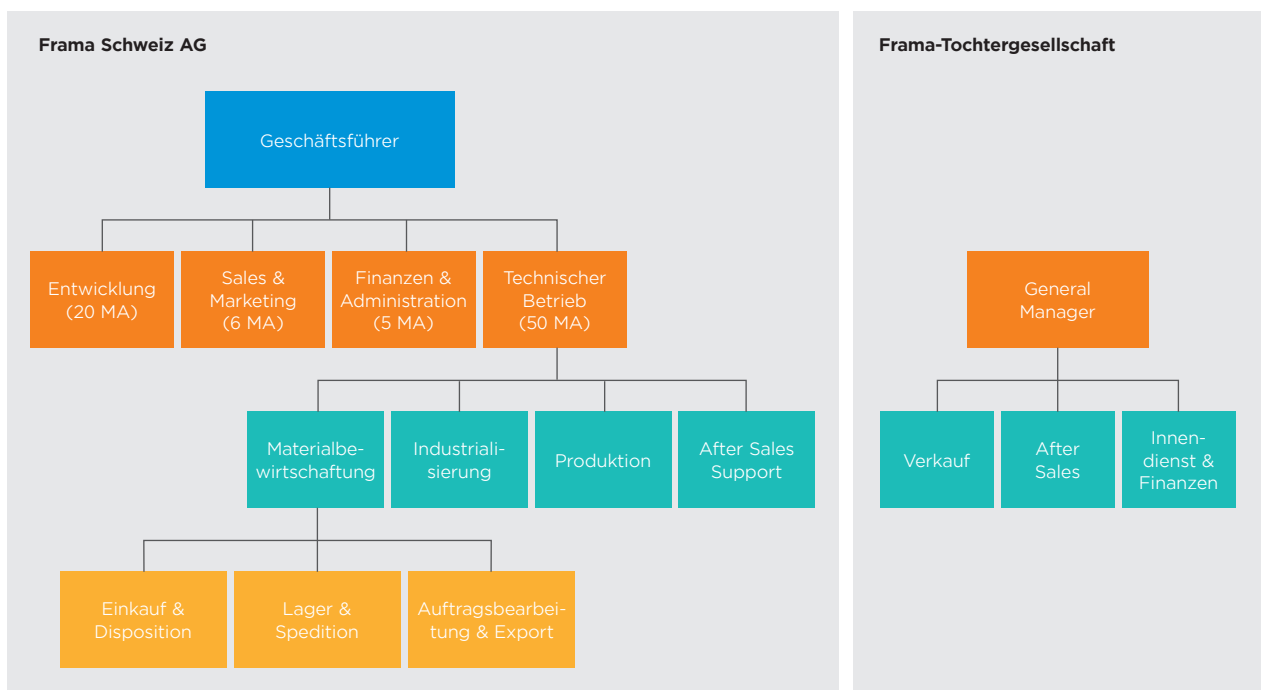 Frama Schweiz AG
Frama-Tochtergesellschaft
Geschäftsführer
Entwicklung
(20 MA)
Sales &
Marketing
(6 MA)
Finanzen &
Administration
(5 MA)
Technischer
Betrieb
(50 MA)
General
Manager
Materialbe-
wirtschaftung
Industriali-
sierung
Produktion
After Sales
Support
Verkauf
After
Sales
Innen-
dienst &
Finanzen
Einkauf &
Disposition
Lager &
Spedition
Auftragsbearbei-
tung & Export